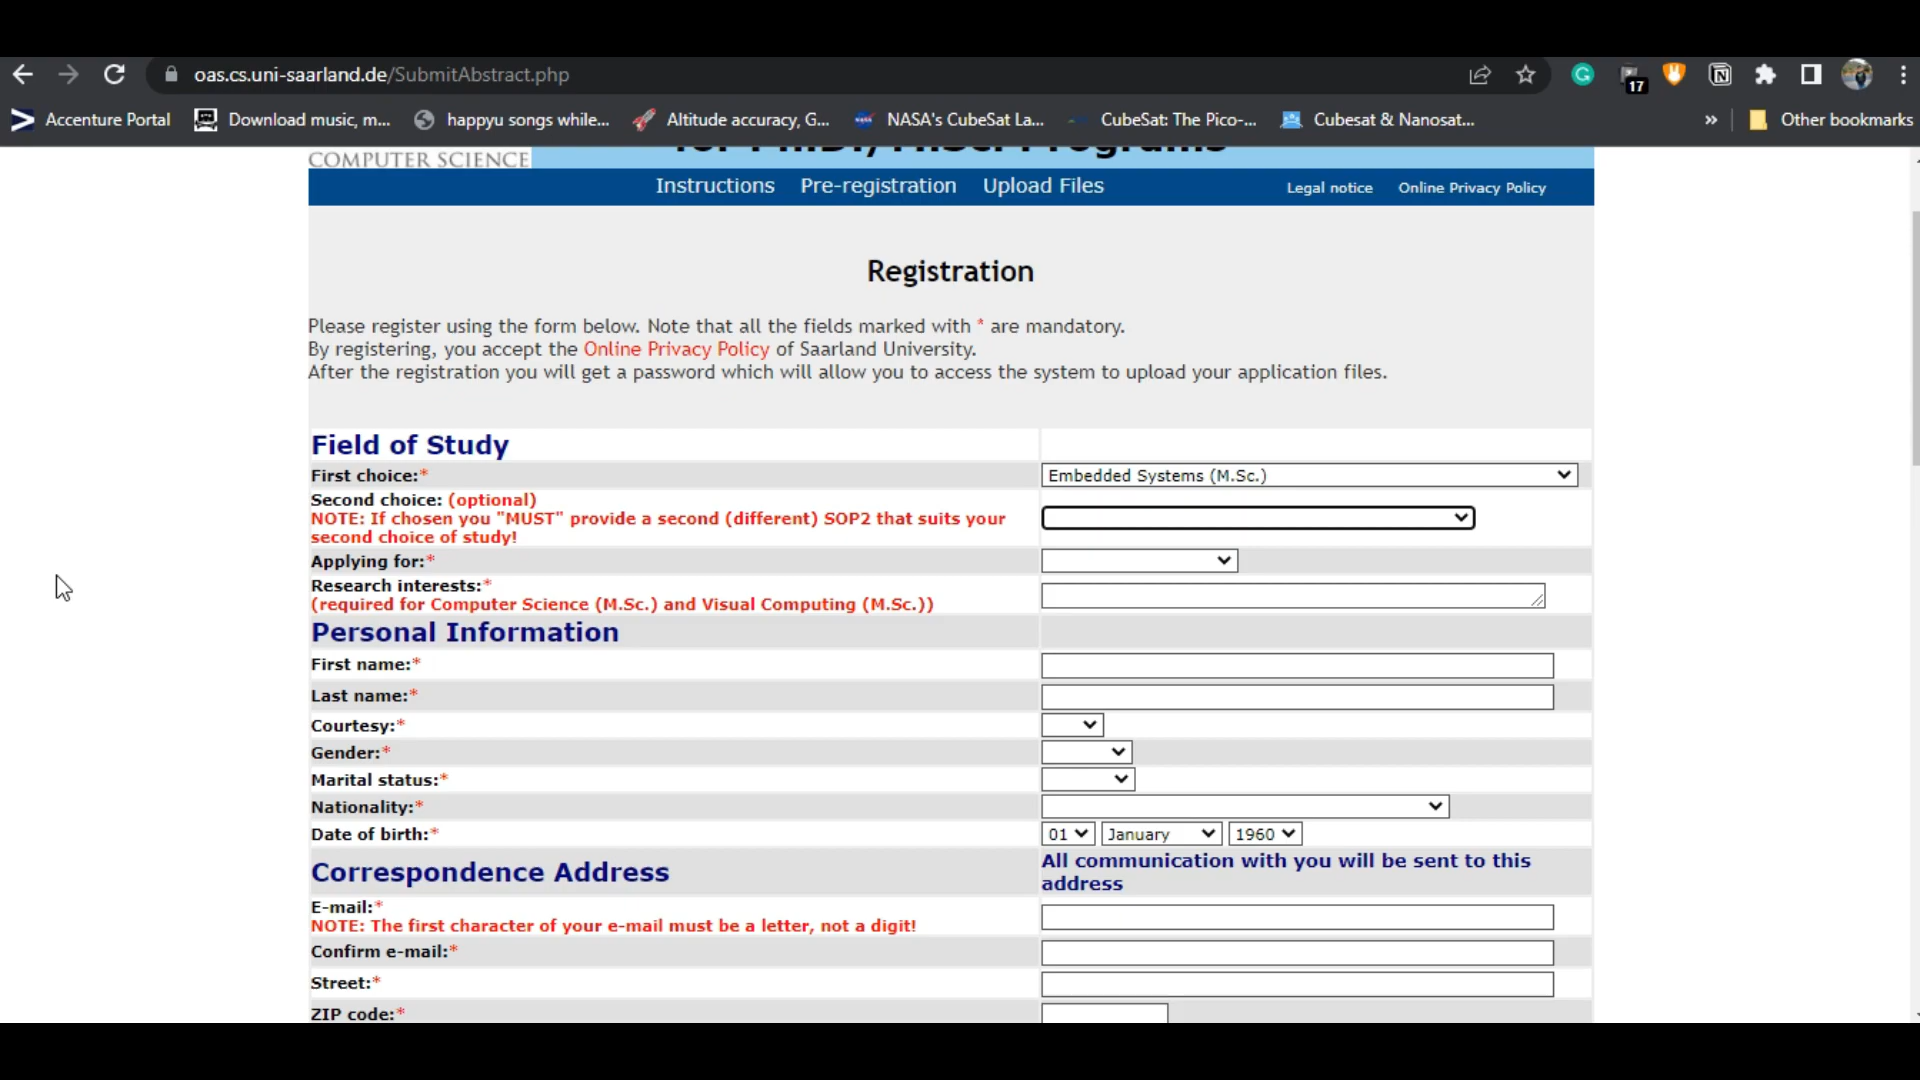 oas.cs.uni-saarland.de/SubmitAbstract.php
17
Accenture Portal
Download music, m...
happyu songs while...
Altitude accuracy, G...
NASA's CubeSat La...
CubeSat: The Pico-...
Cubesat & Nanosat...
»
Other bookmarks
COMPUTER SCIENCE
Instructions Pre-registration Upload Files Legal notice Online Privacy Policy
Registration
Please register using the form below. Note that all the fields marked with * are mandatory.
By registering, you accept the Online Privacy Policy of Saarland University.
After the registration you will get a password which will allow you to access the system to upload your application files.
Field of Study
First choice:* Embedded Systems (M.Sc.)
Second choice: (optional)
NOTE: If chosen you "MUST" provide a second (different) SOP2 that suits your
second choice of study!
Applying for:*
Research interests:*
(required for Computer Science (M.Sc.) and Visual Computing (M.Sc.))
Personal Information
First name:*
Last name:*
Courtesy:*
Gender:*
Marital status:*
Nationality:*
Date of birth:* 01 January 1960
Correspondence Address
All communication with you will be sent to this
address
E-mail:*
NOTE: The first character of your e-mail must be a letter, not a digit!
Confirm e-mail:*
Street:*
ZIP code:*